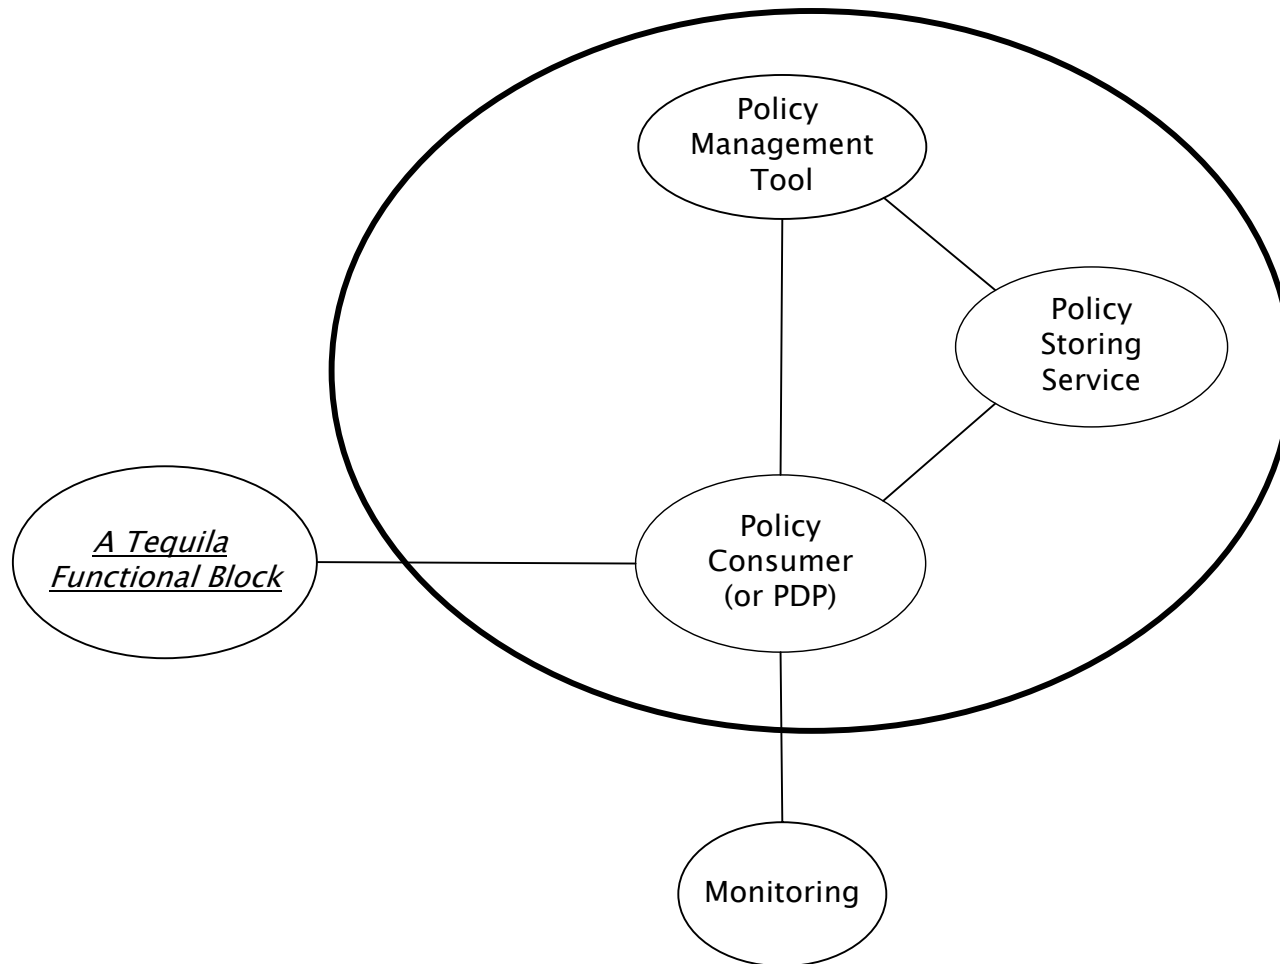 Policy
Management
Tool
Policy
Storing
Service
A Tequila
Functional Block
Policy
Consumer
(or PDP)
Monitoring